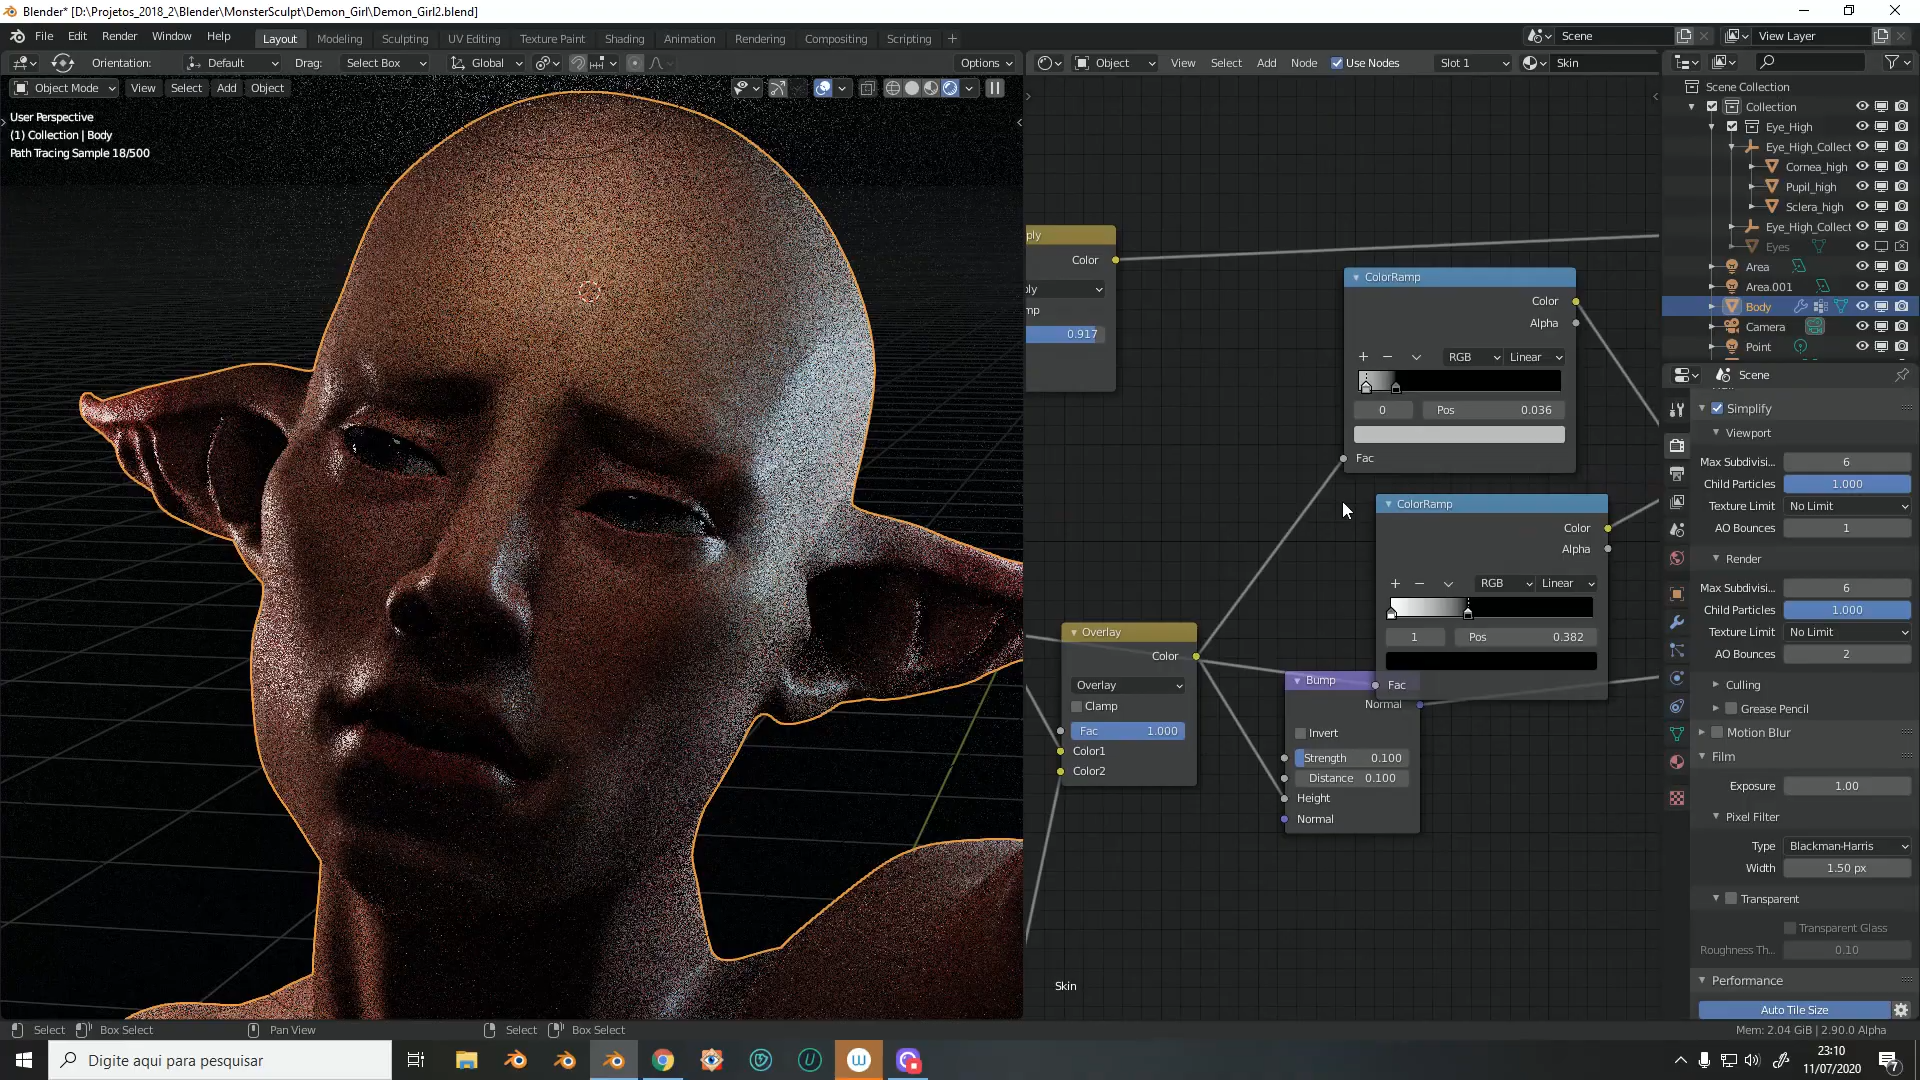 Blender* [D:\Projetos_2018_2\Blender\MonsterSculpt\Demon_Girl\Demon_Girl2.blend]
File Edit Render Window Help Layout Modeling Sculpting UV Editing Texture Paint Shading Animation Rendering Compositing Scripting + Scene View Layer
Orientation: Default Drag: Select Box Global Options Object View Select Add Node Use Nodes Slot 1 Skin
Object Mode View Select Add Object
User Perspective
(1) Collection | Body
Path Tracing Sample 18/500
ply
Color
ly
mp
0.917
ColorRamp
Color
Alpha
RGB Linear
0 Pos 0.036
Fac
ColorRamp
Color
Alpha
RGB Linear
1 Pos 0.382
Fac
Overlay
Color
Overlay
Clamp
Fac 1.000
Color1
Color2
Bump
Normal
Invert
Strength 0.100
Distance 0.100
Height
Normal
Skin
Scene Collection
Collection
Eye_High
Eye_High_Collect
Cornea_high
Pupil_high
Sclera_high
Eye_High_Collect
Eyes
Area
Area.001
Body
Camera
Point
Scene
Simplify
Viewport
Max Subdivisi... 6
Child Particles 1.000
Texture Limit No Limit
AO Bounces 1
Render
Max Subdivisi... 6
Child Particles 1.000
Texture Limit No Limit
AO Bounces 2
Culling
Grease Pencil
Motion Blur
Film
Exposure 1.00
Pixel Filter
Type Blackman-Harris
Width 1.50 px
Transparent
Transparent Glass
Roughness Th... 0.10
Performance
Auto Tile Size
Select Box Select Pan View Select Box Select Mem: 2.04 GiB | 2.90.0 Alpha
Digite aqui para pesquisar
23:10
11/07/2020
7